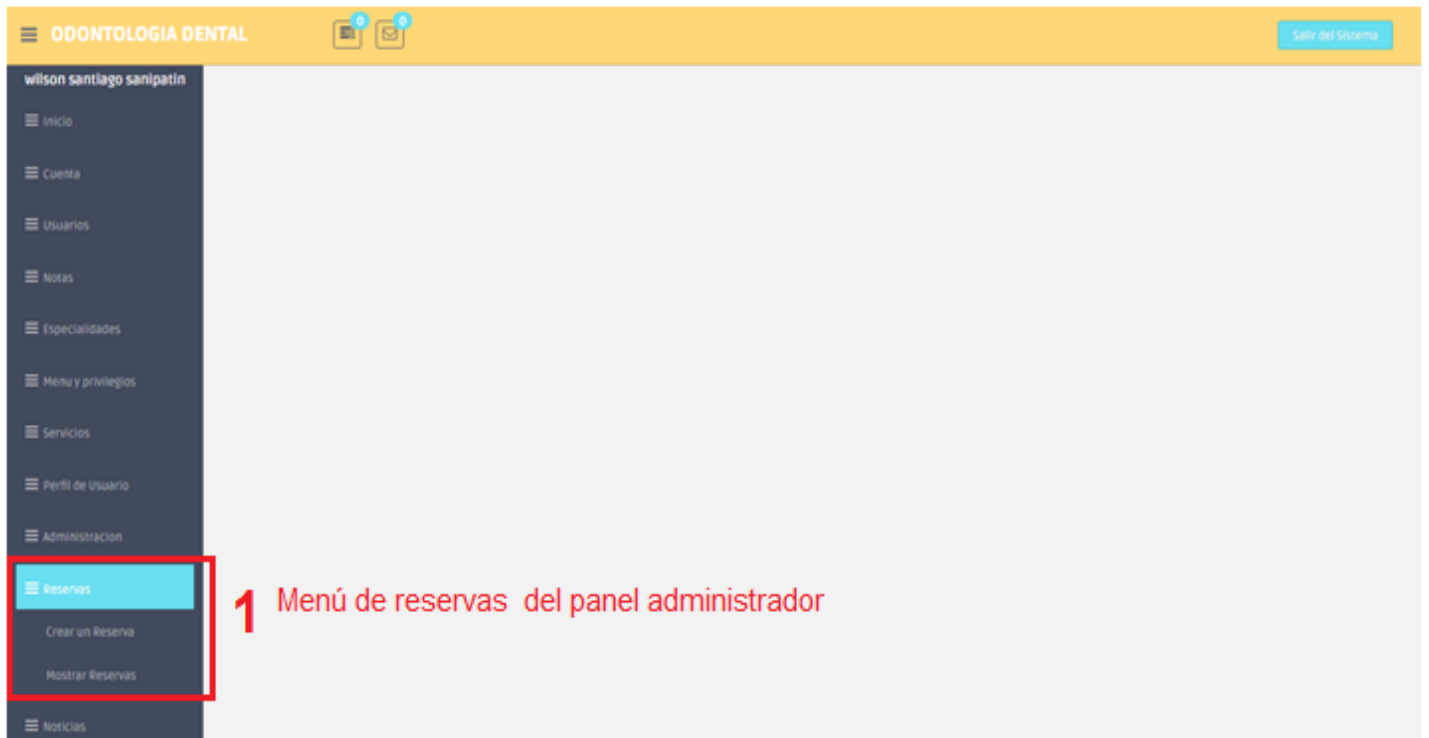 ODONTOLOGIA DENTAL
0
0
Salir del Sistema
wilson santiago sanipatin
Inicio
Cuenta
Usuarios
Notas
Especialidades
Menu y privilegios
Servicios
Perfil de Usuario
Administracion
Reservas
Crear un Reserva
Mostrar Reservas
Noticias
1 Menú de reservas del panel administrador